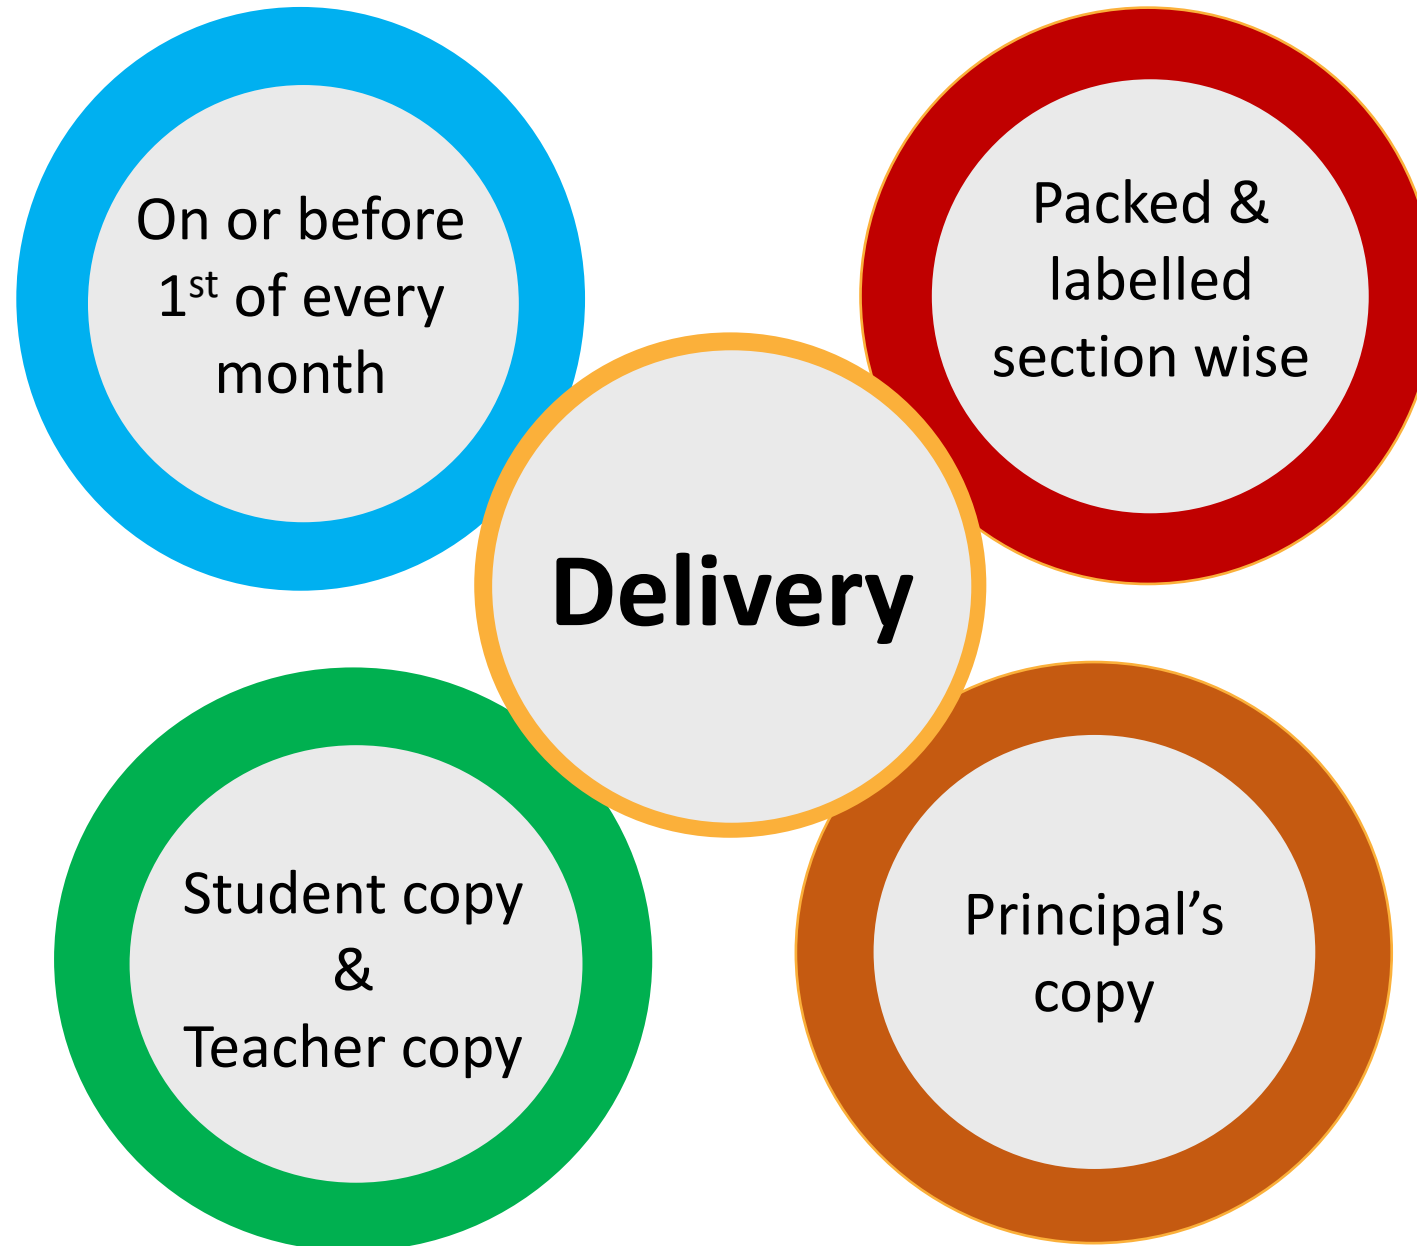 On or before
1st of every
month
Packed &
labelled
section wise
Delivery
Student copy
&
Teacher copy
Principal’s
copy